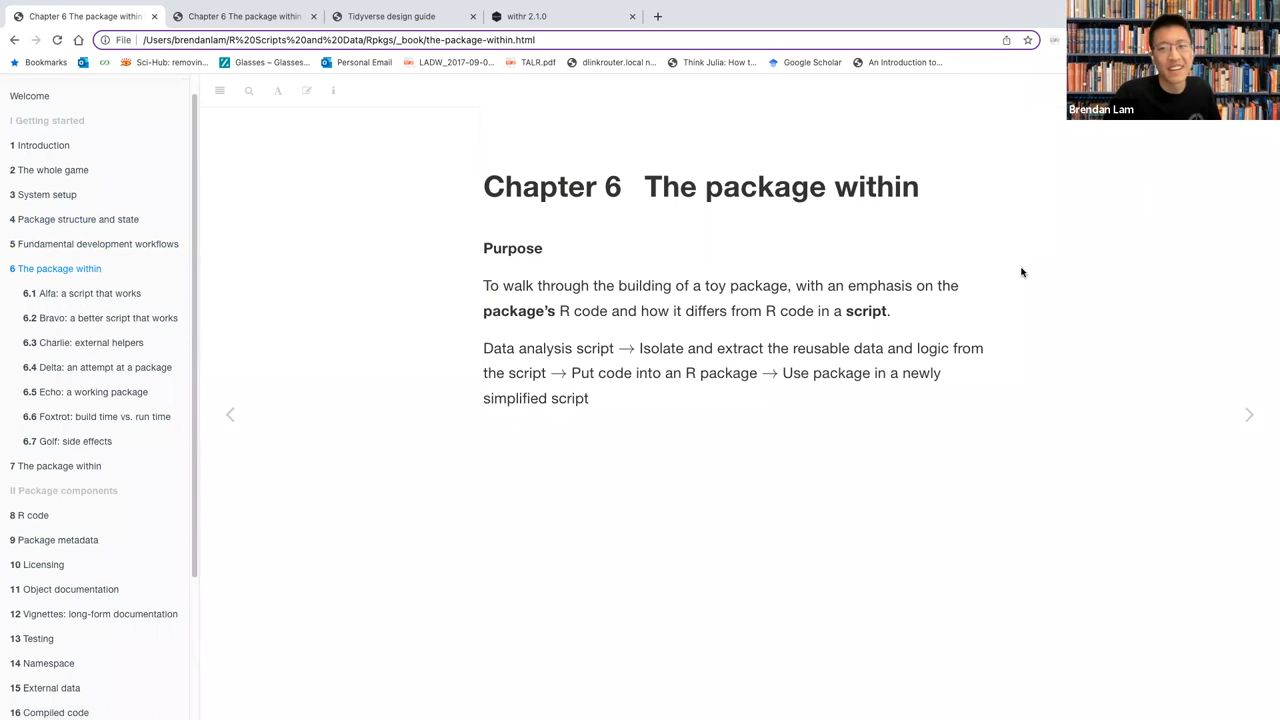 Chapter 6 The package within
Chapter 6 The package within
Tidyverse design guide
withr 2.1.0
File
/Users/brendanlam/R%20Scripts%20and%20Data/Rpkgs/_book/the-package-within.html
Bookmarks
Sci-Hub: removin...
Glasses – Glasses...
Personal Email
LADW_2017-09-0...
TALR.pdf
dlinkrouter.local n...
Think Julia: How t...
Google Scholar
An Introduction to...
Brendan Lam
Welcome
I Getting started
1 Introduction
2 The whole game
3 System setup
4 Package structure and state
5 Fundamental development workflows
6 The package within
6.1 Alfa: a script that works
6.2 Bravo: a better script that works
6.3 Charlie: external helpers
6.4 Delta: an attempt at a package
6.5 Echo: a working package
6.6 Foxtrot: build time vs. run time
6.7 Golf: side effects
7 The package within
II Package components
8 R code
9 Package metadata
10 Licensing
11 Object documentation
12 Vignettes: long-form documentation
13 Testing
14 Namespace
15 External data
16 Compiled code
Chapter 6 The package within
Purpose
To walk through the building of a toy package, with an emphasis on the
package's R code and how it differs from R code in a script.
Data analysis script → Isolate and extract the reusable data and logic from
the script → Put code into an R package → Use package in a newly
simplified script